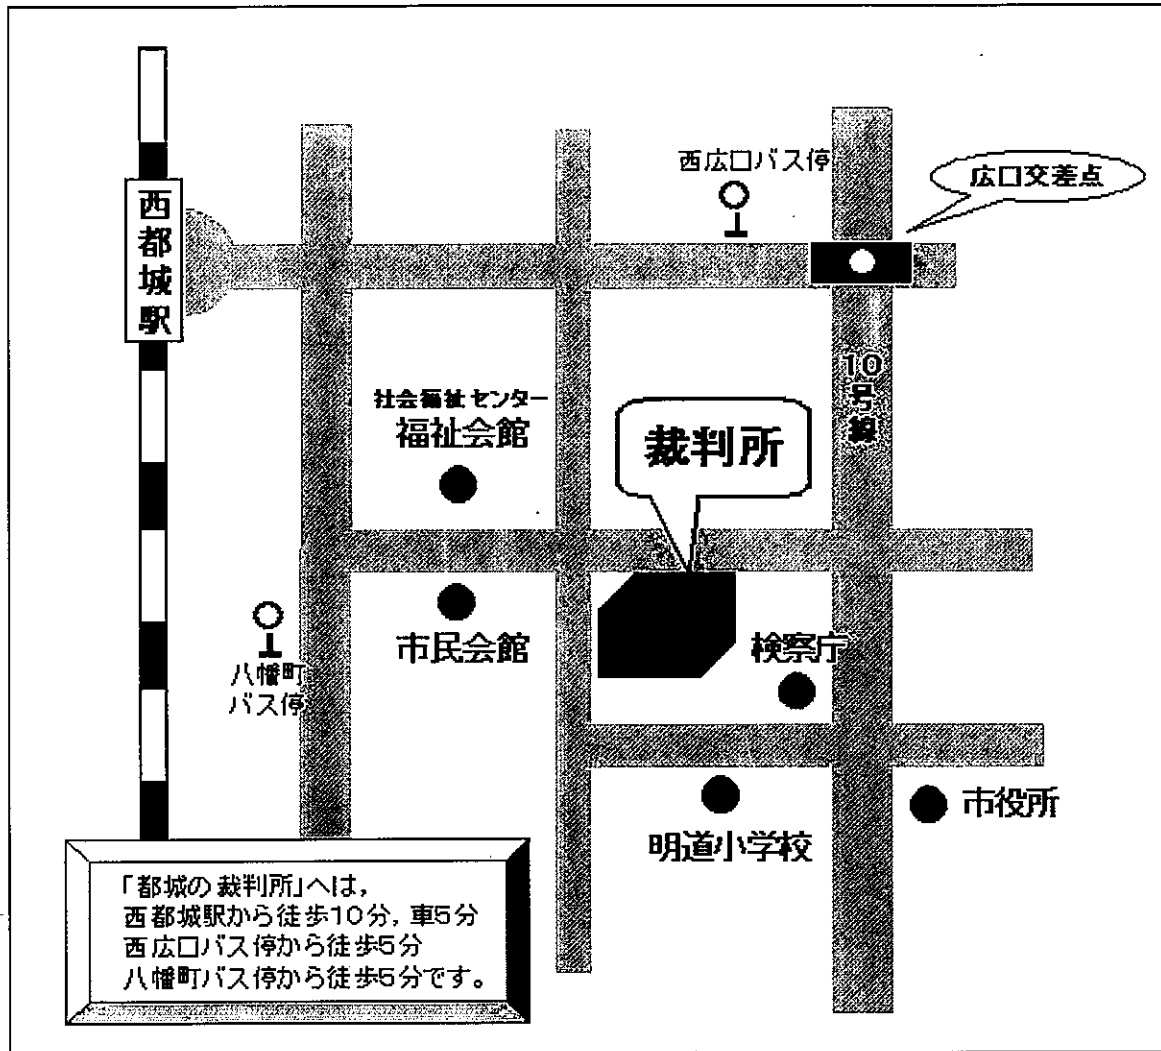 西広口バス停
広口交差点
西都城駅
10号線
社会福祉センター
福祉会館
裁判所
市民会館
検察庁
八幡町
バス停
市役所
明道小学校
「都城の裁判所」へは，
西都城駅から徒歩10分，車5分
西広口バス停から徒歩5分
八幡町バス停から徒歩5分です。